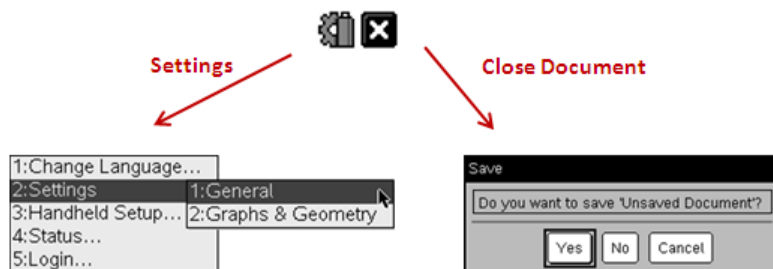 Settings
Close Document
1:Change Language...
2:Settings
3:Handheld Setup...
4:Status...
5:Login...
1:General
2:Graphs & Geometry
Save
Do you want to save 'Unsaved Document'?
Yes No Cancel